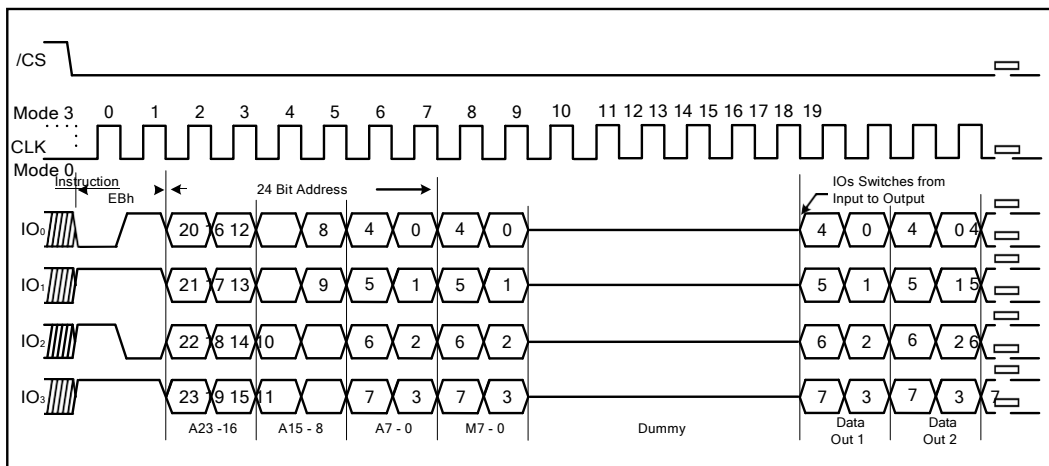 /CS
Mode 3 0 1 2 3 4 5 6 7 8 9 10 11 12 13 14 15 16 17 18 19
CLK
Mode 0
Instruction
EBh
24 Bit Address
IOs Switches from
Input to Output
IO0 20 16 12 8 4 0 4 0 4 0 4 0 4
IO1 21 17 13 9 5 1 5 1 5 1 5 1 5
IO2 22 18 14 10 6 2 6 2 6 2 6 2 6
IO3 23 19 15 11 7 3 7 3 7 3 7 3 7
A23 -16 A15 - 8 A7 - 0 M7 - 0 Dummy Data Out 1 Data Out 2